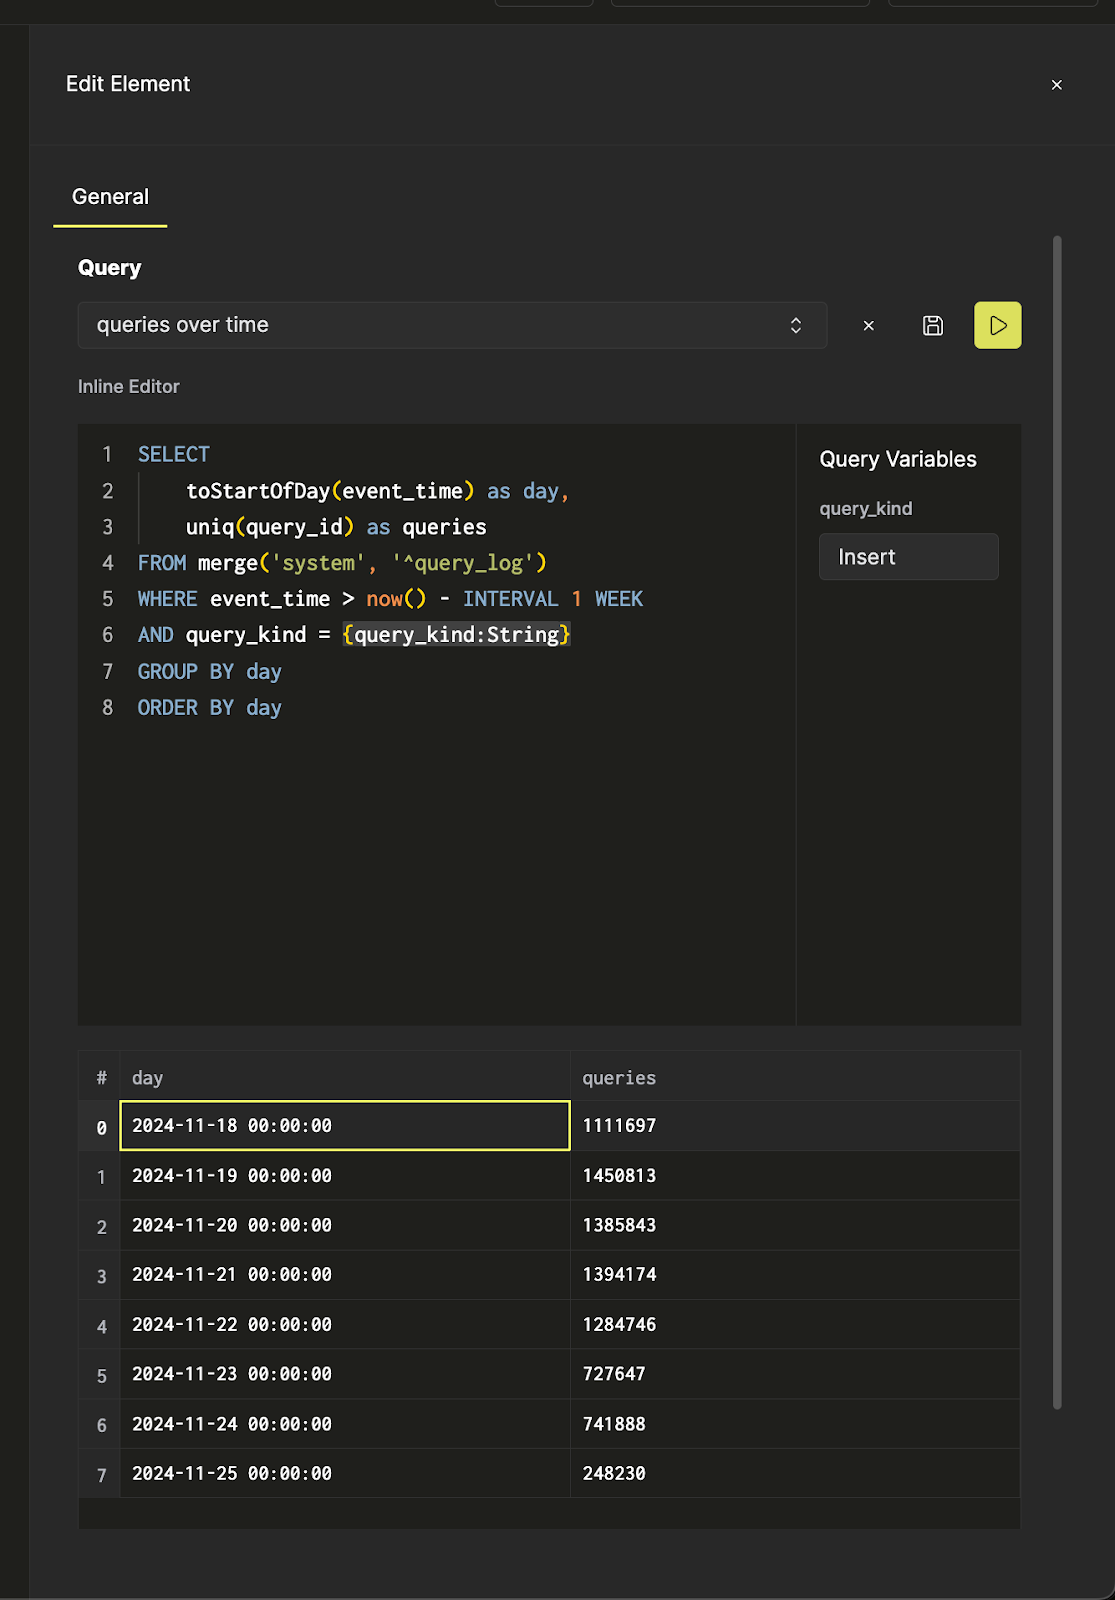 Edit Element
General
Query
queries over time
Inline Editor
1 SELECT
2 toStartOfDay(event_time) as day,
3 uniq(query_id) as queries
4 FROM merge('system', '^query_log')
5 WHERE event_time > now() - INTERVAL 1 WEEK
6 AND query_kind = {query_kind:String}
7 GROUP BY day
8 ORDER BY day
Query Variables
query_kind
Insert
# day queries
0 2024-11-18 00:00:00 1111697
1 2024-11-19 00:00:00 1450813
2 2024-11-20 00:00:00 1385843
3 2024-11-21 00:00:00 1394174
4 2024-11-22 00:00:00 1284746
5 2024-11-23 00:00:00 727647
6 2024-11-24 00:00:00 741888
7 2024-11-25 00:00:00 248230